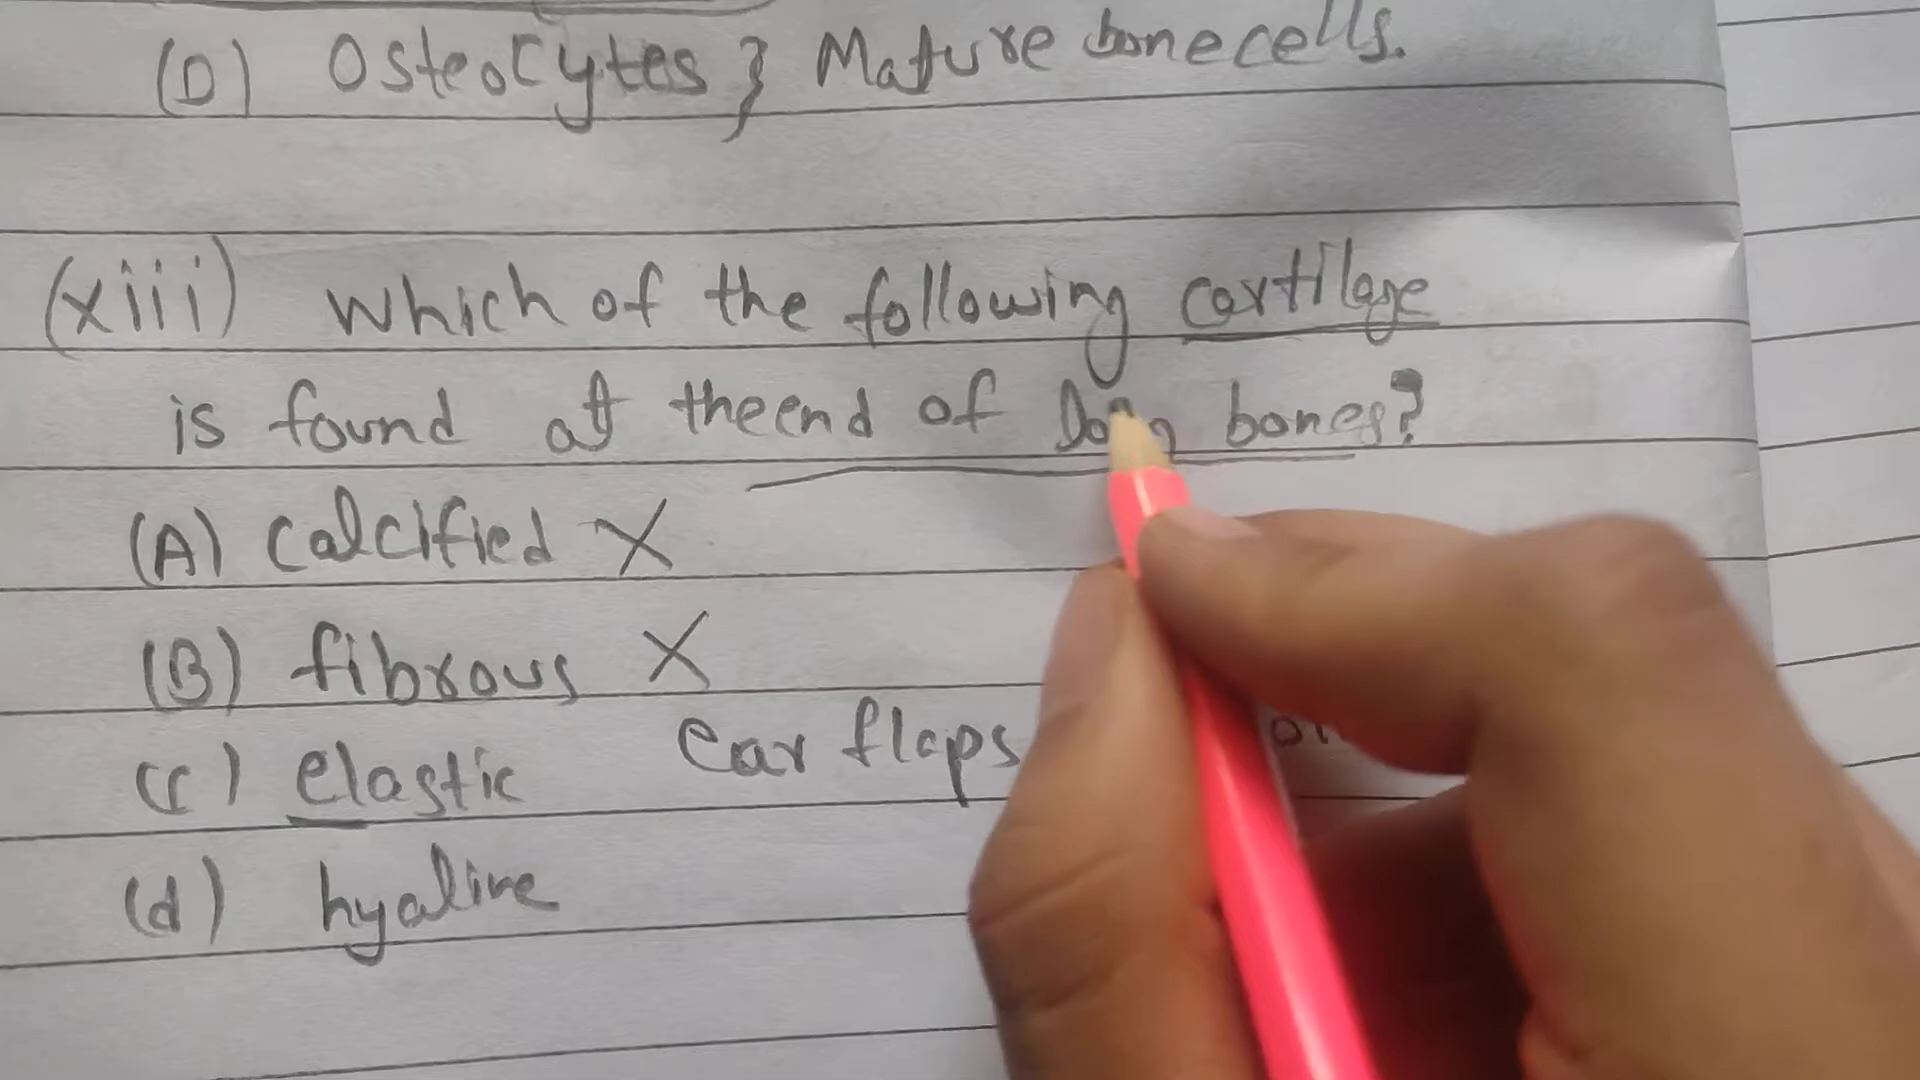 (D) Osteocytes } Mature bone cells.
(xiii) Which of the following cartilage
is found at the end of long bones?
(A) Calcified X
(B) fibrous X
(c) elastic ear flaps
(d) hyaline